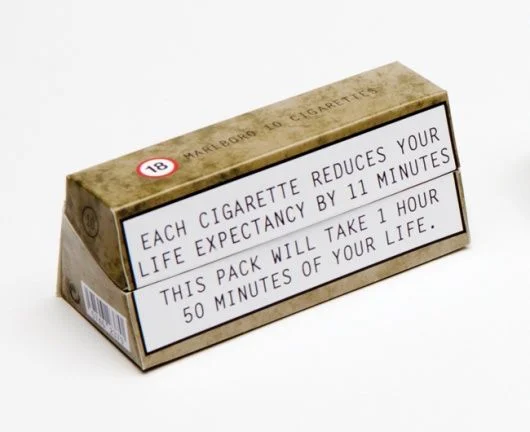 MARLBORO 10 CIGARETTES
18
EACH CIGARETTE REDUCES YOUR
LIFE EXPECTANCY BY 11 MINUTES
THIS PACK WILL TAKE 1 HOUR
50 MINUTES OF YOUR LIFE.